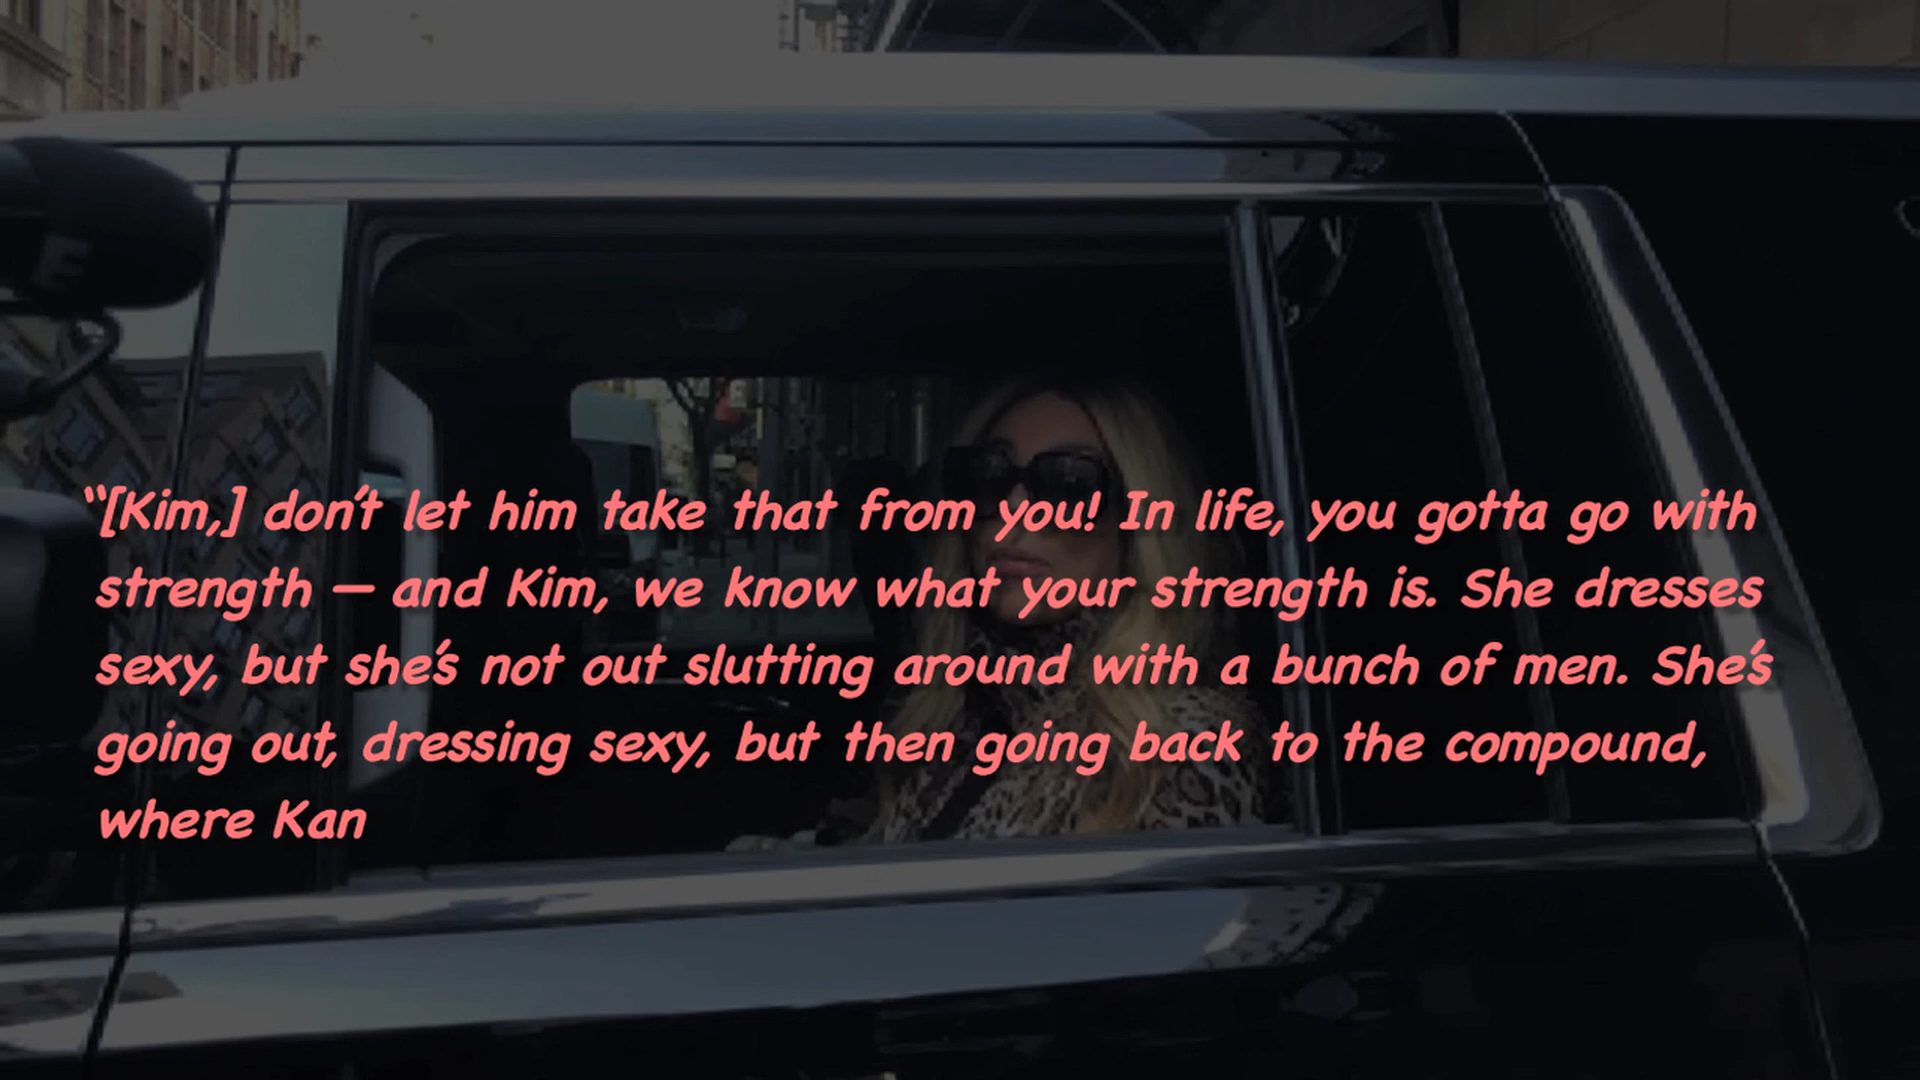 “[Kim,] don’t let him take that from you! In life, you gotta go with
strength — and Kim, we know what your strength is. She dresses
sexy, but she’s not out slutting around with a bunch of men. She’s
going out, dressing sexy, but then going back to the compound,
where Kan